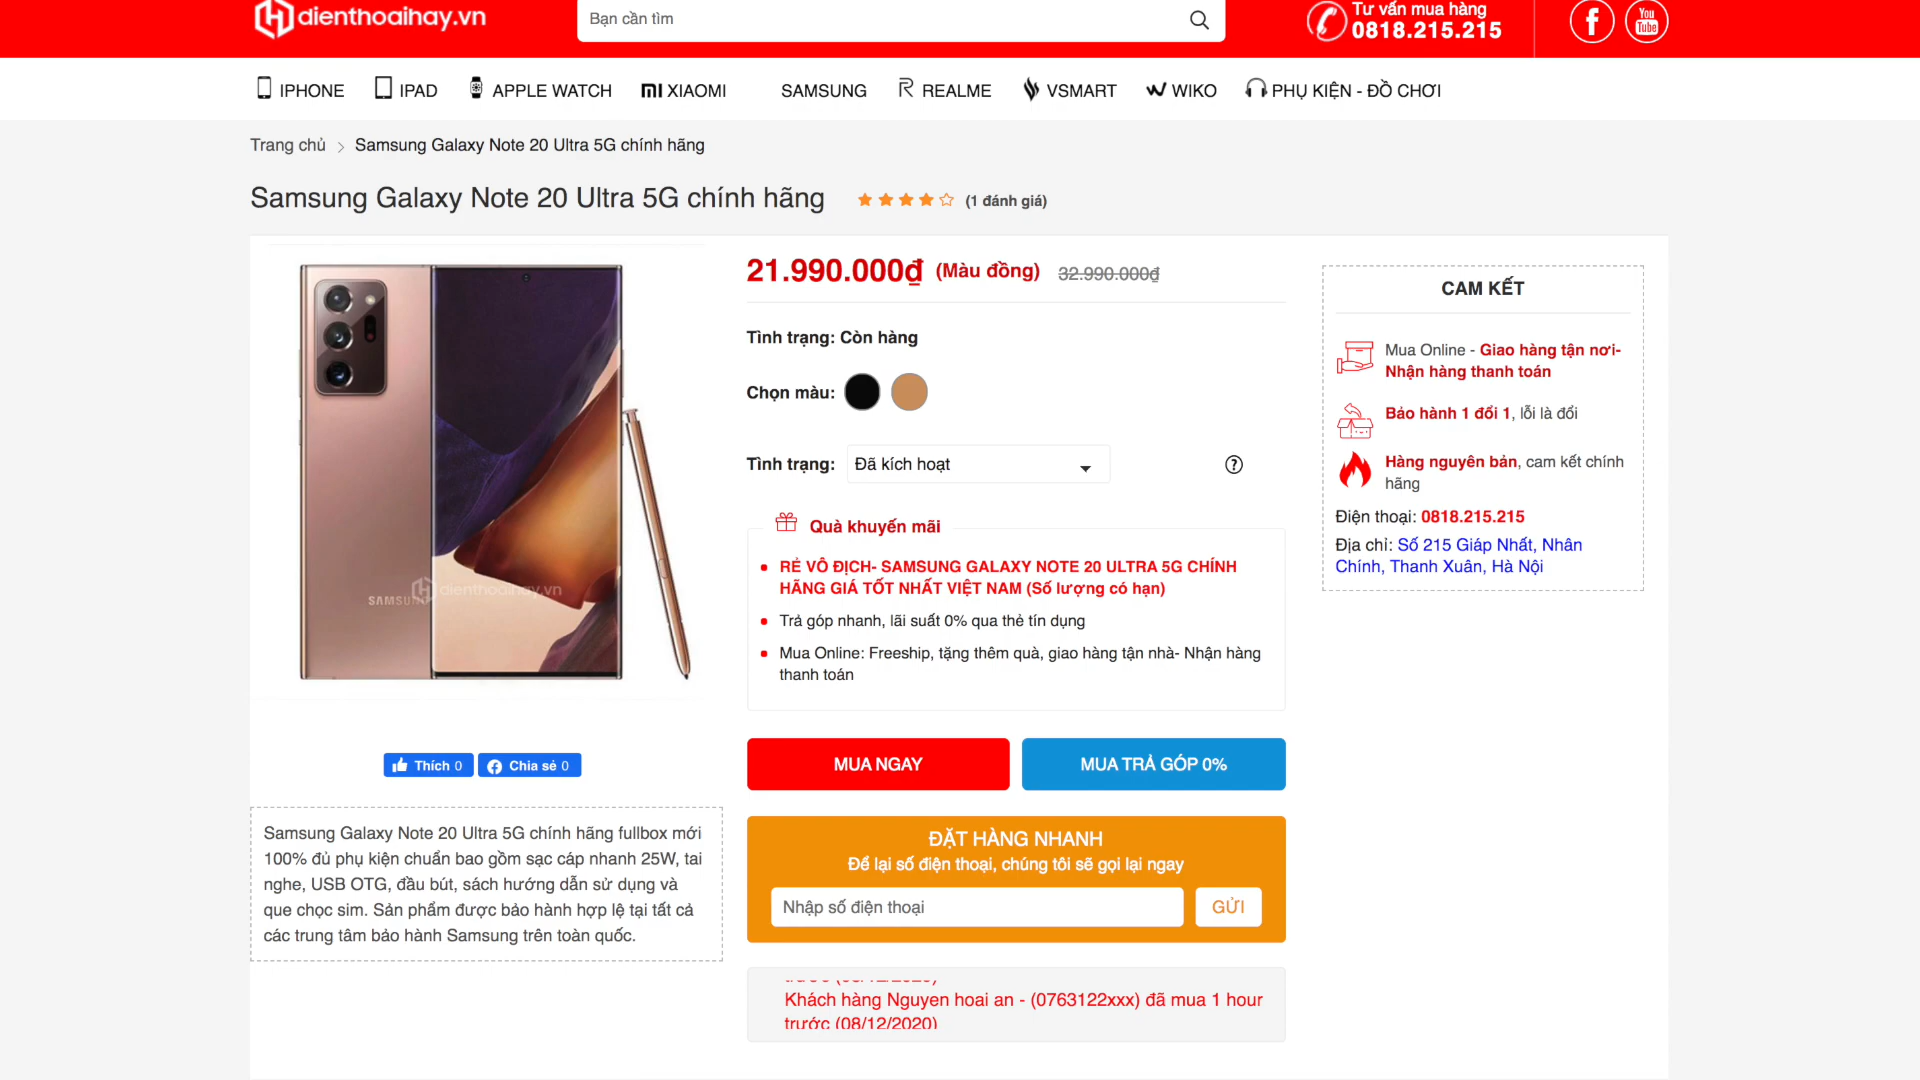 dienthoaihay.vn
Bạn cần tìm
Tư vấn mua hàng
0818.215.215
You
Tube
IPHONE
IPAD
APPLE WATCH
XIAOMI
SAMSUNG
REALME
VSMART
WIKO
PHỤ KIỆN - ĐỒ CHƠI
Trang chủ
Samsung Galaxy Note 20 Ultra 5G chính hãng
Samsung Galaxy Note 20 Ultra 5G chính hãng
(1 đánh giá)
21.990.000₫ (Màu đồng) 32.990.000₫
Tình trạng: Còn hàng
Chọn màu:
Tình trạng: Đã kích hoạt
Quà khuyến mãi
RẺ VÔ ĐỊCH- SAMSUNG GALAXY NOTE 20 ULTRA 5G CHÍNH
HÃNG GIÁ TỐT NHẤT VIỆT NAM (Số lượng có hạn)
Trả góp nhanh, lãi suất 0% qua thẻ tín dụng
Mua Online: Freeship, tặng thêm quà, giao hàng tận nhà- Nhận hàng
thanh toán
MUA NGAY
MUA TRẢ GÓP 0%
ĐẶT HÀNG NHANH
Để lại số điện thoại, chúng tôi sẽ gọi lại ngay
Nhập số điện thoại
GỬI
Khách hàng Nguyen hoai an - (0763122xxx) đã mua 1 hour
trước (08/12/2020)
CAM KẾT
Mua Online - Giao hàng tận nơi-
Nhận hàng thanh toán
Bảo hành 1 đổi 1, lỗi là đổi
Hàng nguyên bản, cam kết chính
hãng
Điện thoại: 0818.215.215
Địa chỉ: Số 215 Giáp Nhất, Nhân
Chính, Thanh Xuân, Hà Nội
SAMSUNG
dienthoaihay.vn
Thích 0
Chia sẻ 0
Samsung Galaxy Note 20 Ultra 5G chính hãng fullbox mới
100% đủ phụ kiện chuẩn bao gồm sạc cáp nhanh 25W, tai
nghe, USB OTG, đầu bút, sách hướng dẫn sử dụng và
que chọc sim. Sản phẩm được bảo hành hợp lệ tại tất cả
các trung tâm bảo hành Samsung trên toàn quốc.